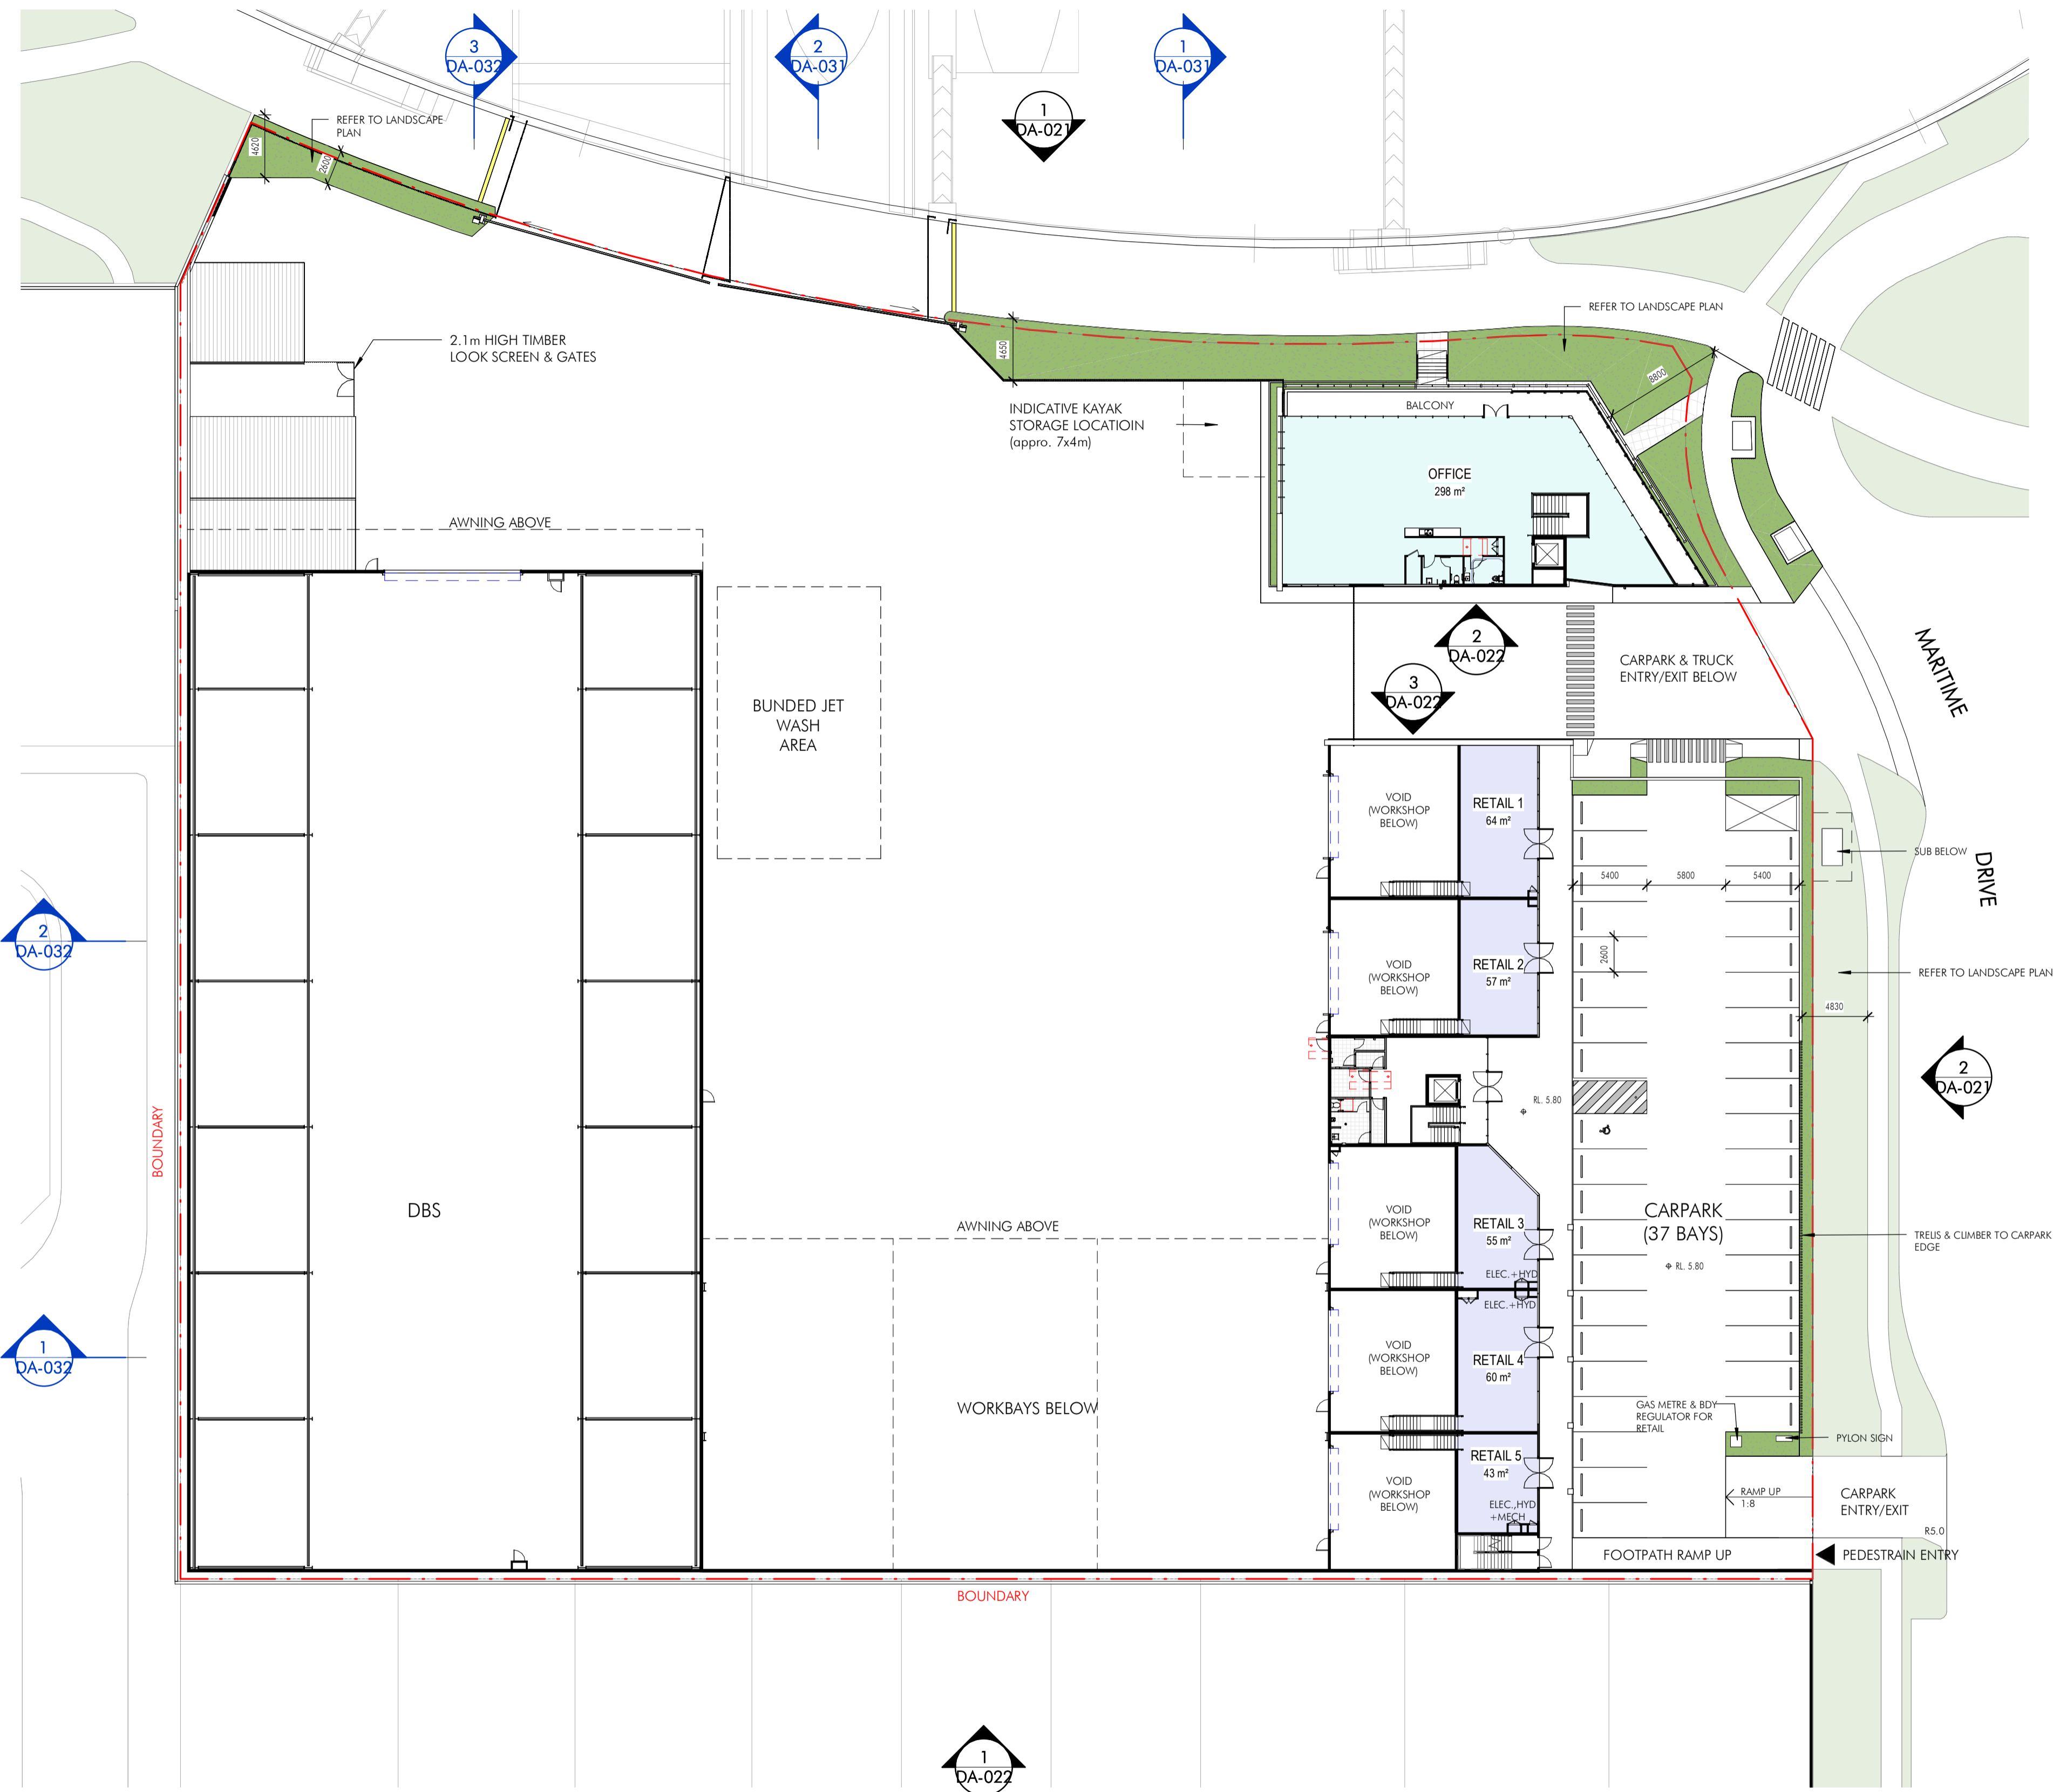 3
DA-032
2
DA-031
1
DA-031
1
DA-021
REFER TO LANDSCAPE
PLAN
4620
2600
2.1m HIGH TIMBER
LOOK SCREEN & GATES
REFER TO LANDSCAPE PLAN
4650
8800
INDICATIVE KAYAK
STORAGE LOCATIOIN
(appro. 7x4m)
BALCONY
OFFICE
298 m²
AWNING ABOVE
2
DA-022
3
DA-022
CARPARK & TRUCK
ENTRY/EXIT BELOW
MARITIME
DRIVE
BUNDED JET
WASH
AREA
VOID
(WORKSHOP
BELOW)
RETAIL 1
64 m²
SUB BELOW
5400
5800
5400
2
DA-032
VOID
(WORKSHOP
BELOW)
RETAIL 2
57 m²
2600
REFER TO LANDSCAPE PLAN
4830
2
DA-021
RL. 5.80
BOUNDARY
DBS
AWNING ABOVE
VOID
(WORKSHOP
BELOW)
RETAIL 3
55 m²
ELEC.+HYD
CARPARK
(37 BAYS)
RL. 5.80
TRELIS & CLIMBER TO CARPARK
EDGE
ELEC.+HYD
1
DA-032
VOID
(WORKSHOP
BELOW)
RETAIL 4
60 m²
WORKBAYS BELOW
GAS METRE & BDY
REGULATOR FOR
RETAIL
PYLON SIGN
RETAIL 5
43 m²
VOID
(WORKSHOP
BELOW)
ELEC.,HYD
+MECH
RAMP UP
1:8
CARPARK
ENTRY/EXIT
R5.0
FOOTPATH RAMP UP
PEDESTRAIN ENTRY
BOUNDARY
1
DA-022